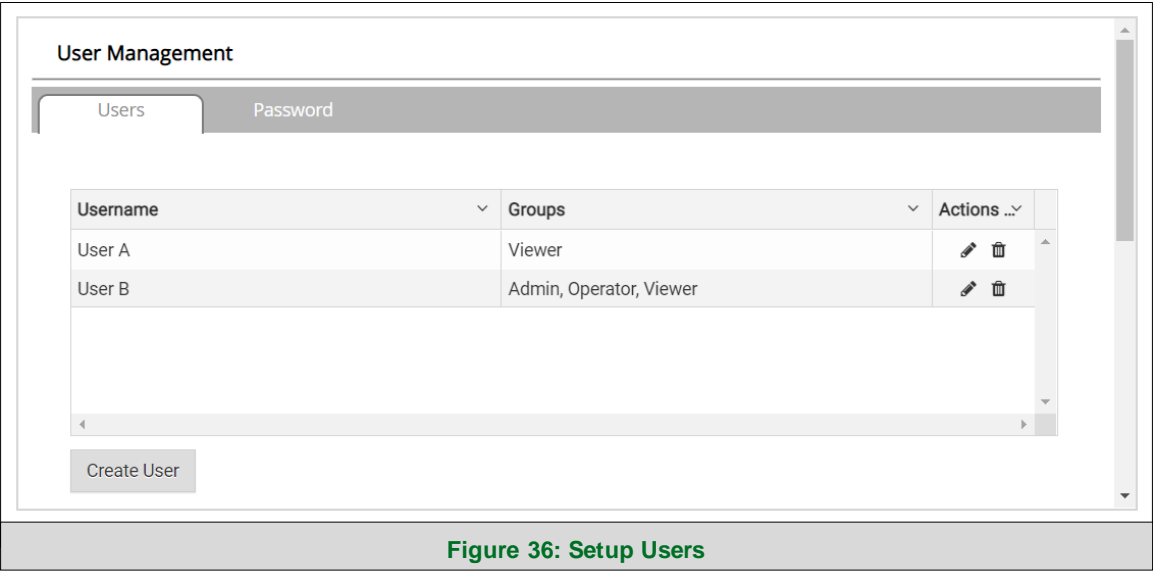 User Management
Users Password
Username Groups Actions ...
User A Viewer
User B Admin, Operator, Viewer
Create User
Figure 36: Setup Users